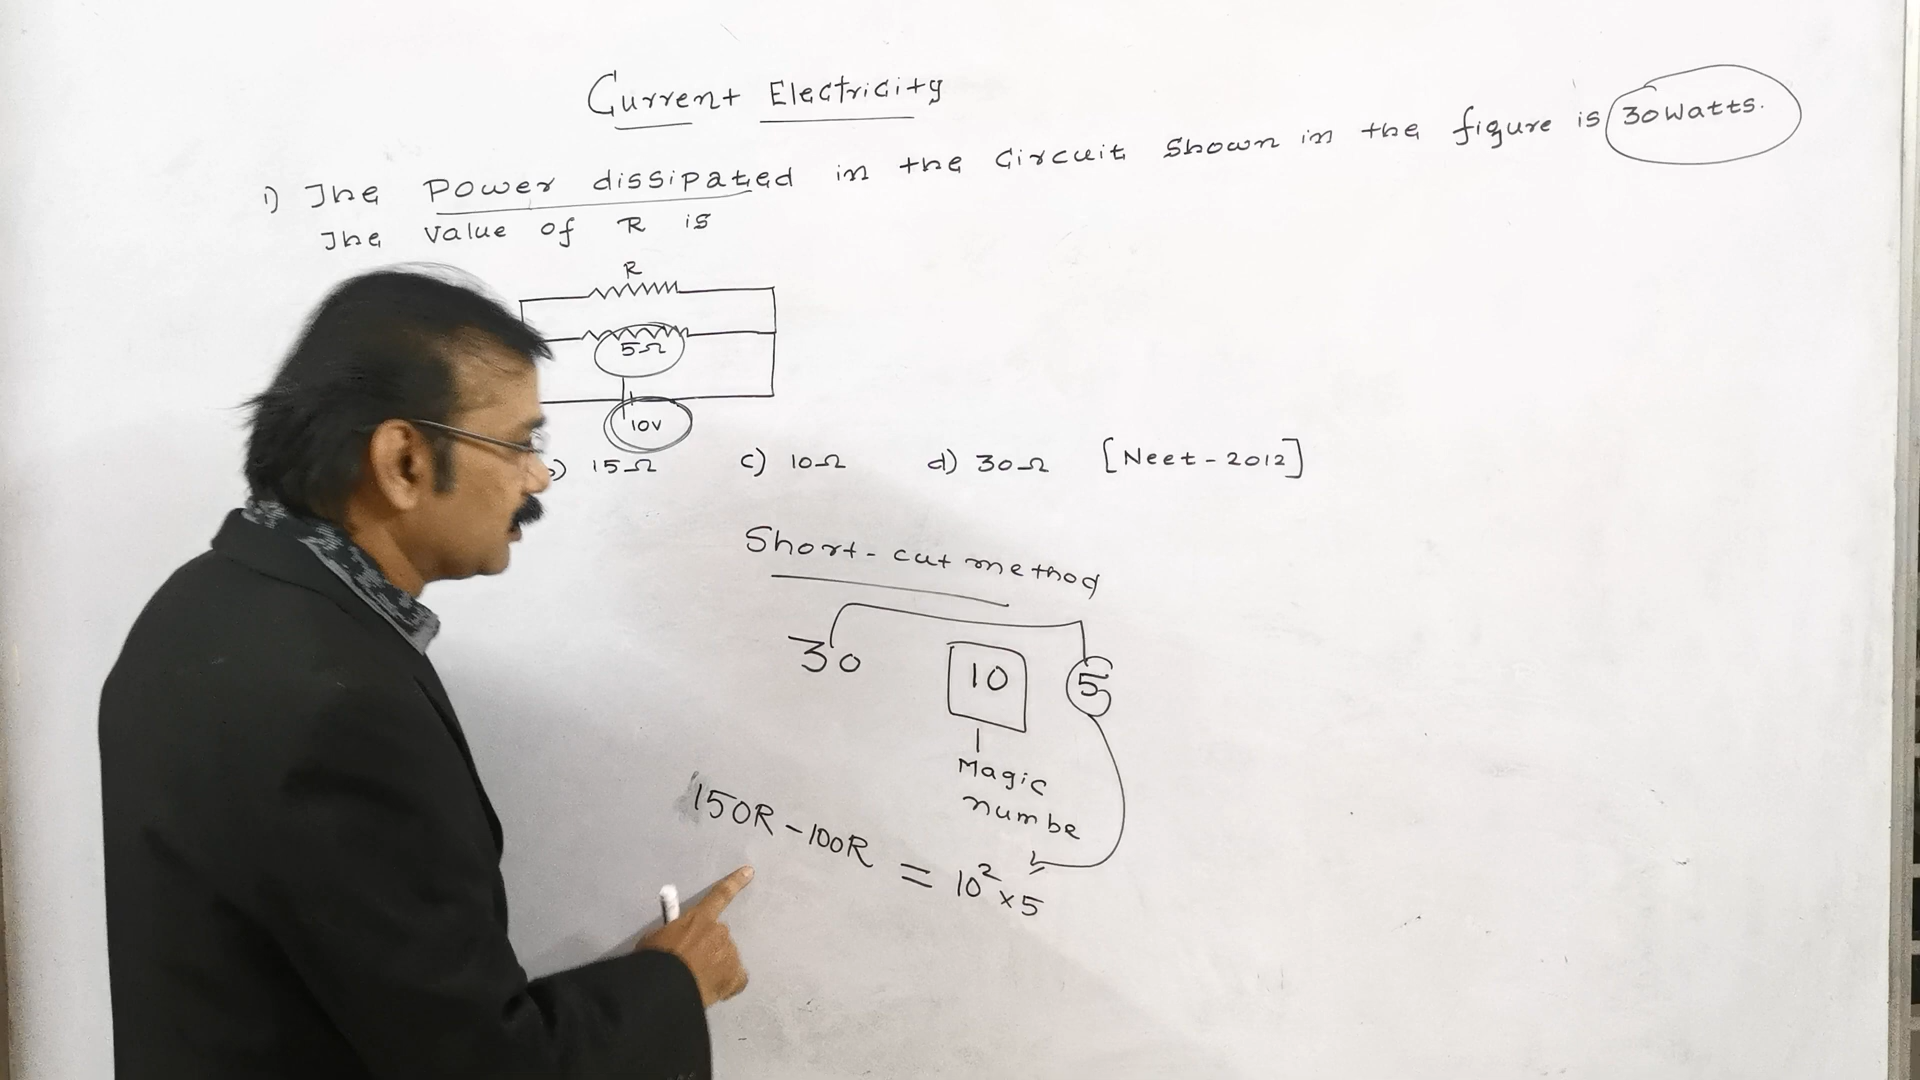 Current Electricity
1) The Power dissipated in the Circuit Shown in the figure is 30 Watts.
The Value of R is
R
5Ω
10V
b) 15Ω c) 10Ω d) 30Ω [Neet-2012]
Short-cut method
30 10 5
Magic
numbe
150R - 100R = 10² × 5